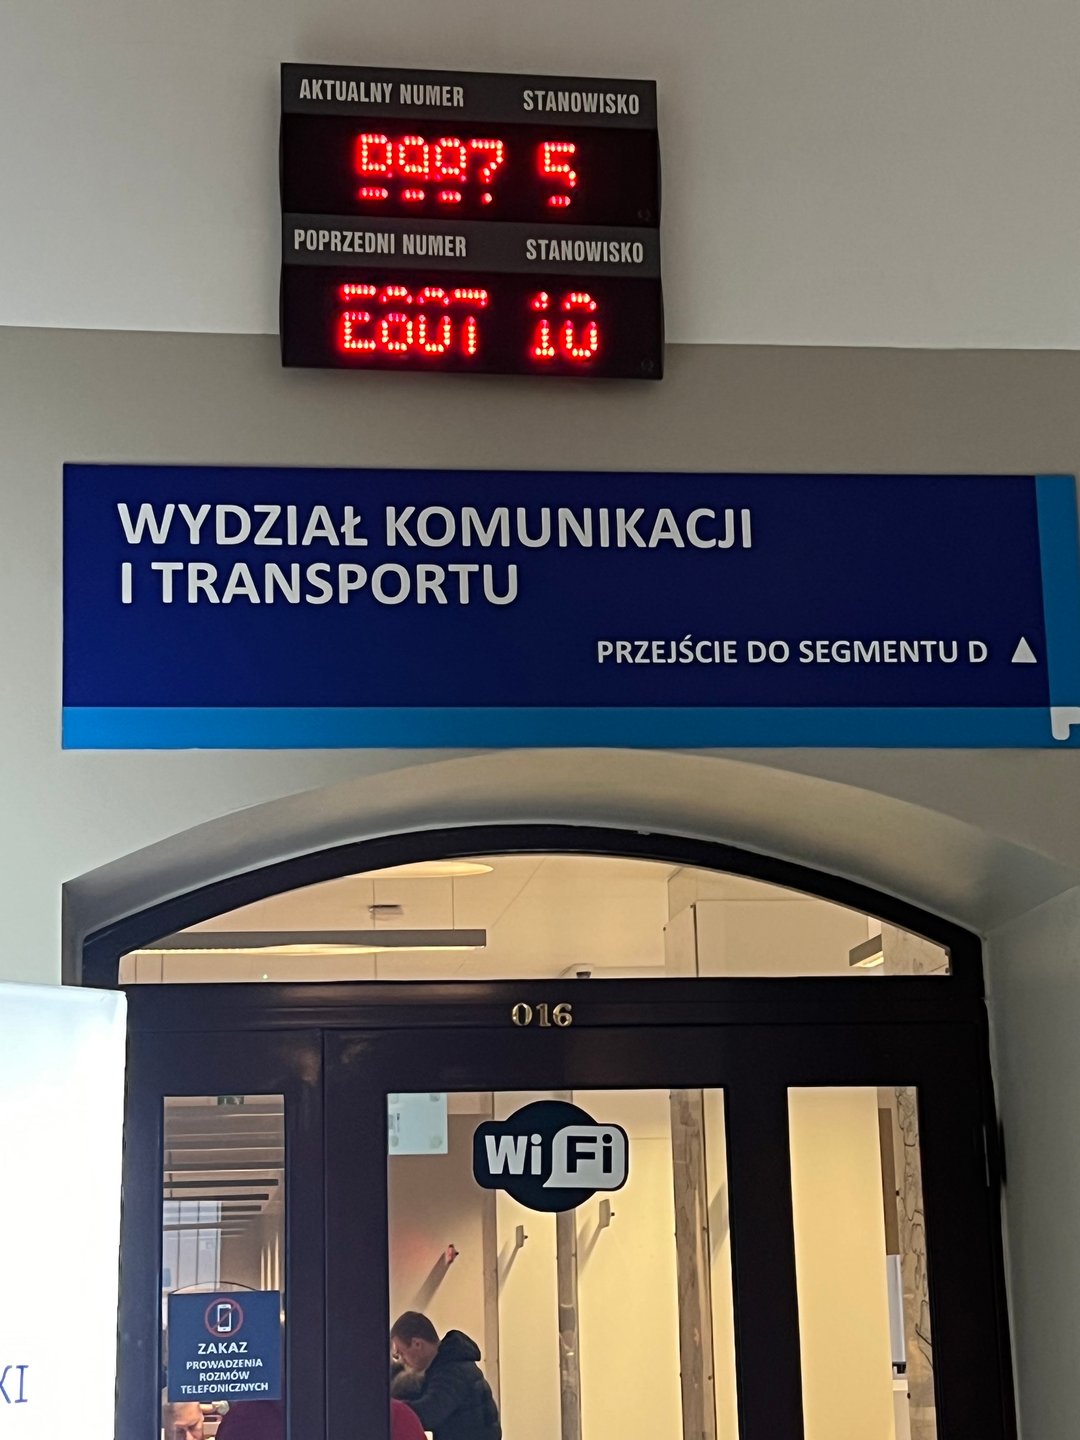 AKTUALNY NUMER STANOWISKO
5
POPRZEDNI NUMER STANOWISKO
10
WYDZIAŁ KOMUNIKACJI
I TRANSPORTU
PRZEJŚCIE DO SEGMENTU D
016
WiFi
ZAKAZ
PROWADZENIA
ROZMÓW
TELEFONICZNYCH
KI